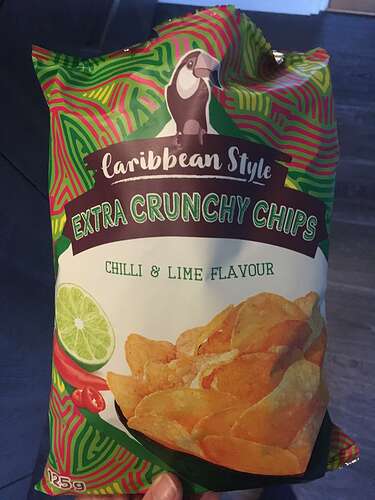 Caribbean Style
EXTRA CRUNCHY CHIPS
CHILLI & LIME FLAVOUR
125g